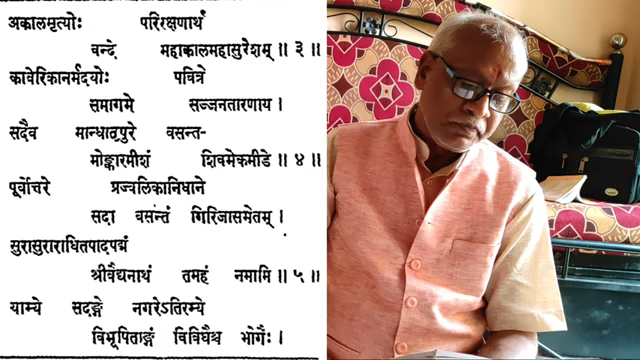 अकालमृत्योः परिरक्षणार्थं
वन्दे महाकालमहासुरेशम् ॥ ३ ॥
कावेरिकानर्मदयोः पवित्रे
समागमे सज्जनतारणाय ।
सदैव मान्धातृपुरे वसन्त-
मोङ्कारमीशं शिवमेकमीडे ॥ ४ ॥
पूर्वोत्तरे प्रज्वलिकानिधाने
सदा वसन्तं गिरिजासमेतम् ।
सुरासुराराधितपादपद्मं
श्रीवैद्यनाथं तमहं नमामि ॥ ५ ॥
याम्ये सदङ्गे नगरेऽतिरम्ये
विभूषिताङ्गं विविधैश्च भोगैः ।